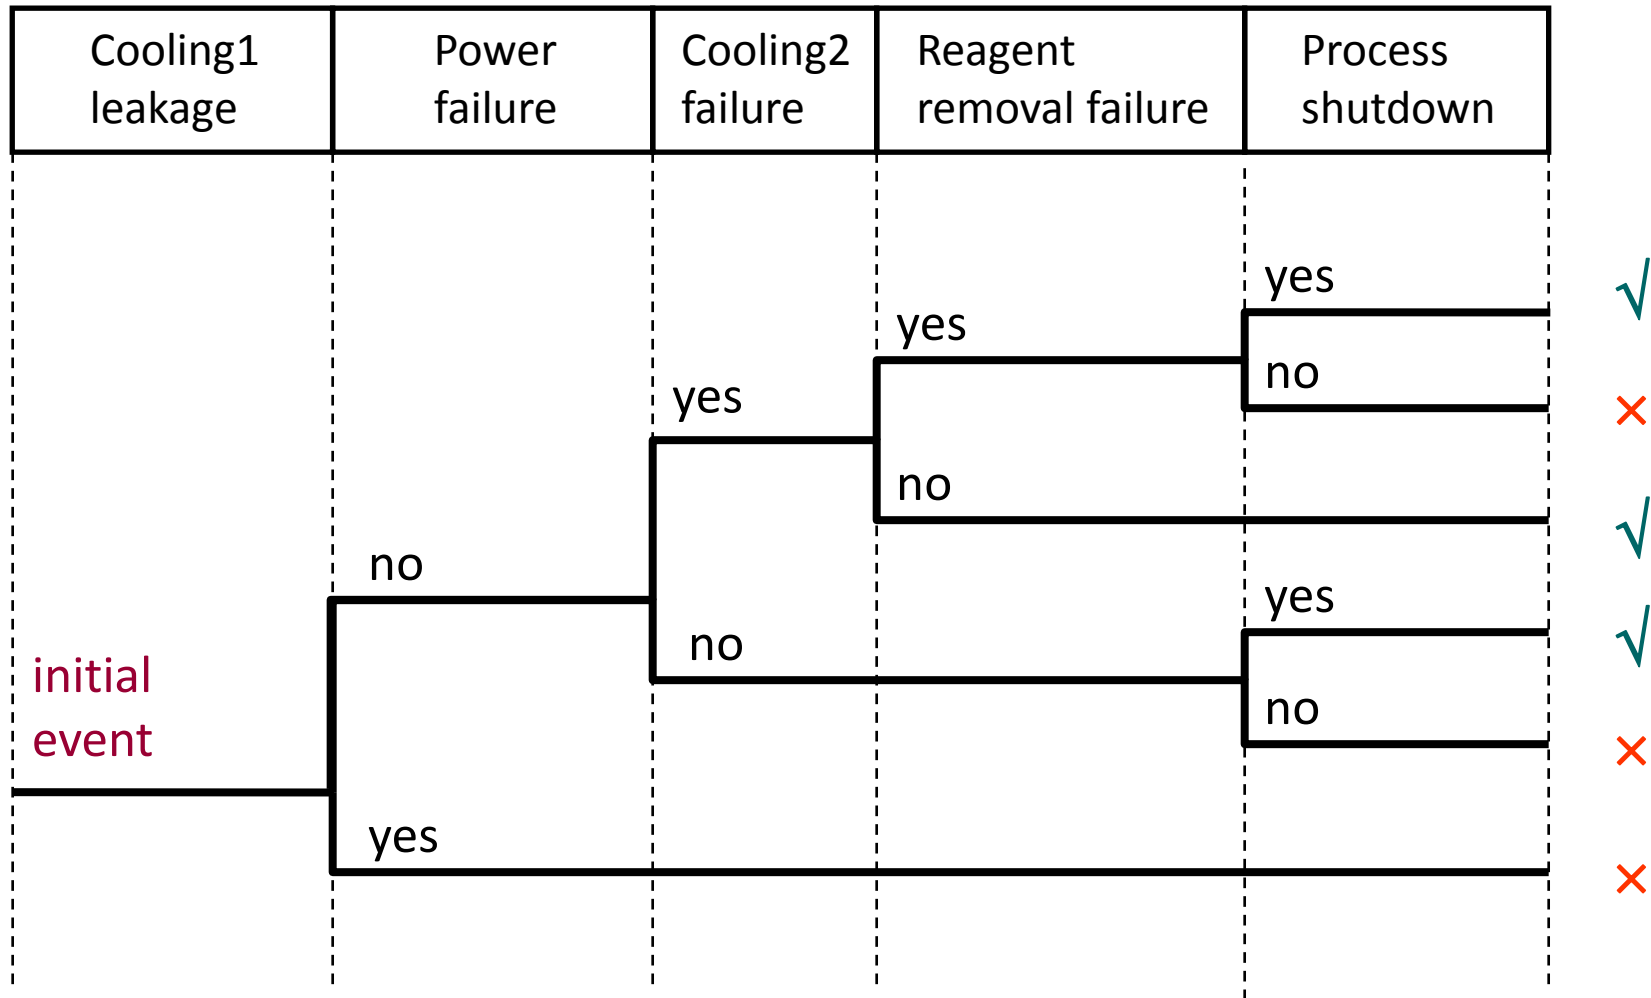 Cooling1
leakage
Power
failure
Cooling2
failure
Reagent
removal failure
Process
shutdown
yes
√
yes
no
×
yes
no
√
no
yes
√
no
initial
event
no
×
yes
×